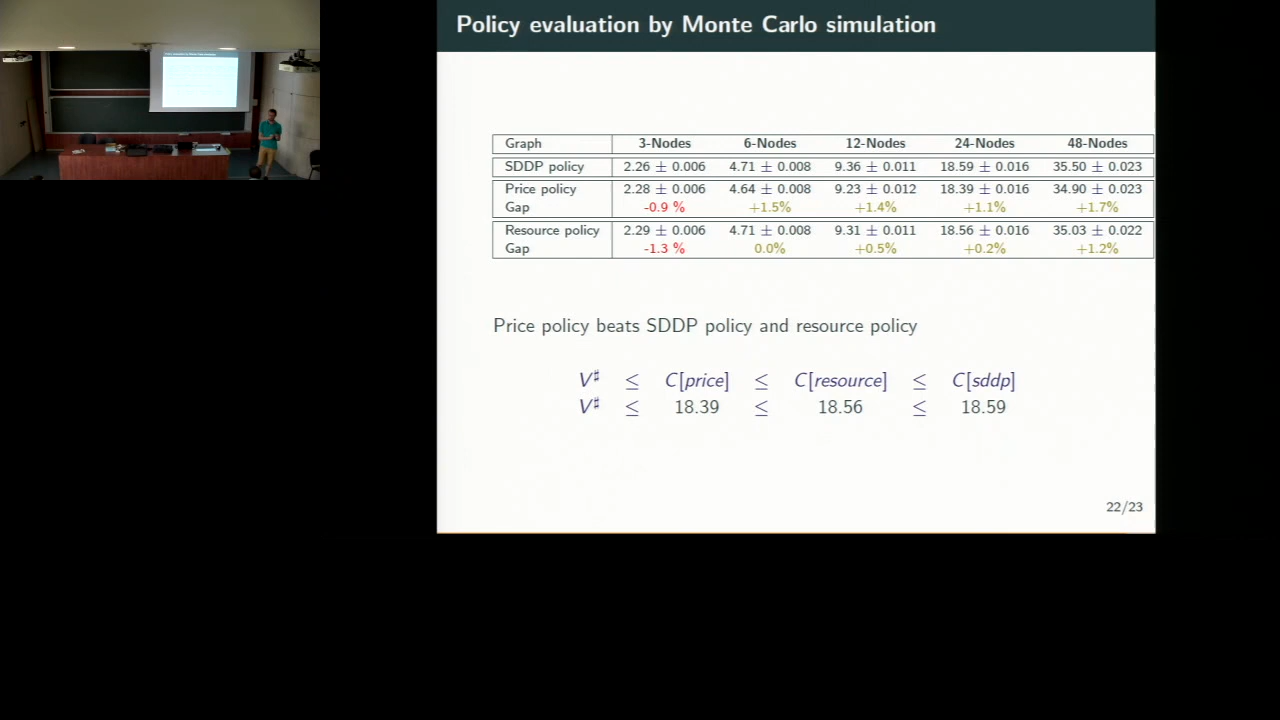 Policy evaluation by Monte Carlo simulation
Graph 3-Nodes 6-Nodes 12-Nodes 24-Nodes 48-Nodes
SDDP policy 2.26 ± 0.006 4.71 ± 0.008 9.36 ± 0.011 18.59 ± 0.016 35.50 ± 0.023
Price policy 2.28 ± 0.006 4.64 ± 0.008 9.23 ± 0.012 18.39 ± 0.016 34.90 ± 0.023
Gap -0.9 % +1.5% +1.4% +1.1% +1.7%
Resource policy 2.29 ± 0.006 4.71 ± 0.008 9.31 ± 0.011 18.56 ± 0.016 35.03 ± 0.022
Gap -1.3 % 0.0% +0.5% +0.2% +1.2%
Price policy beats SDDP policy and resource policy
V♯ ≤ C[price] ≤ C[resource] ≤ C[sddp]
V♯ ≤ 18.39 ≤ 18.56 ≤ 18.59
22/23